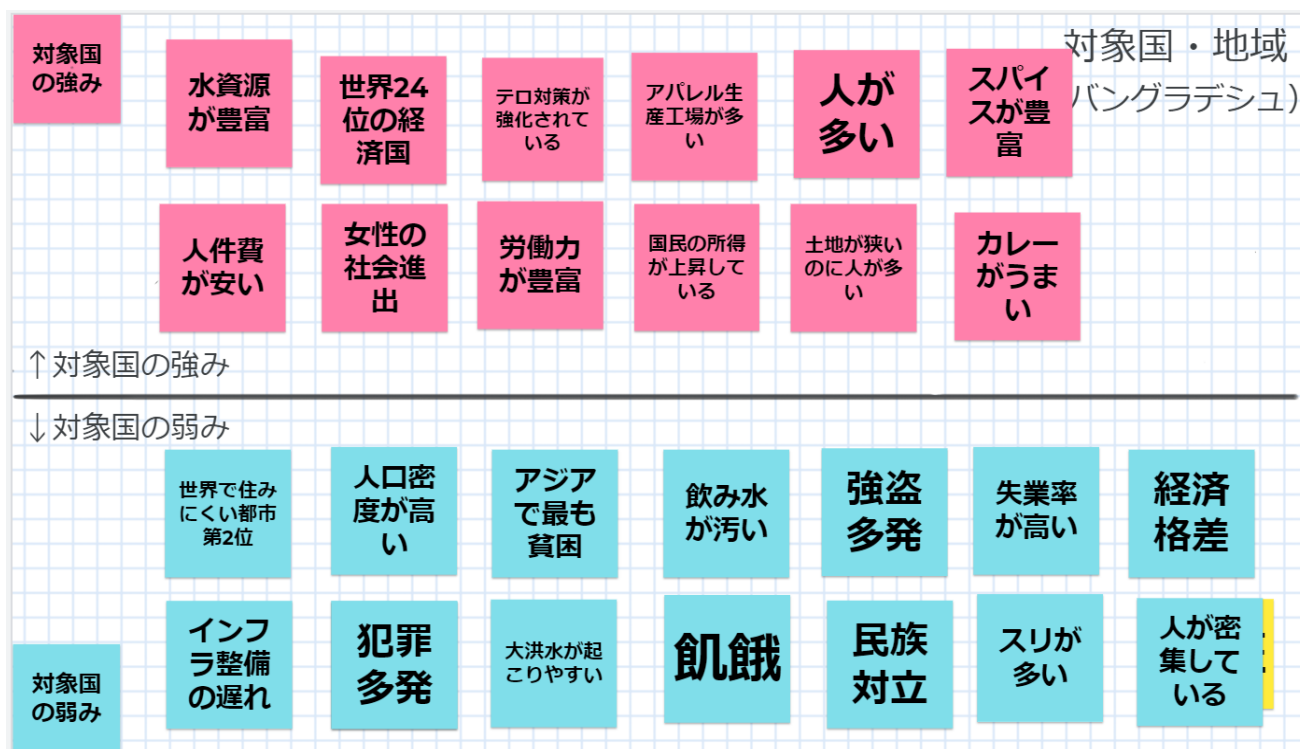 対象国
の強み
対象国・地域
バングラデシュ）
水資源
が豊富
世界24
位の経
済国
テロ対策が
強化されて
いる
アパレル生
産工場が多
い
人が
多い
スパイ
スが豊
富
人件費
が安い
女性の
社会進
出
労働力
が豊富
国民の所得
が上昇して
いる
土地が狭い
のに人が多
い
カレー
がうま
い
↑対象国の強み
↓対象国の弱み
世界で住み
にくい都市
第2位
人口密
度が高
い
アジア
で最も
貧困
飲み水
が汚い
強盗
多発
失業率
が高い
経済
格差
インフ
ラ整備
の遅れ
犯罪
多発
大洪水が起
こりやすい
飢餓
民族
対立
スリが
多い
人が密
集して
いる
対象国
の弱み